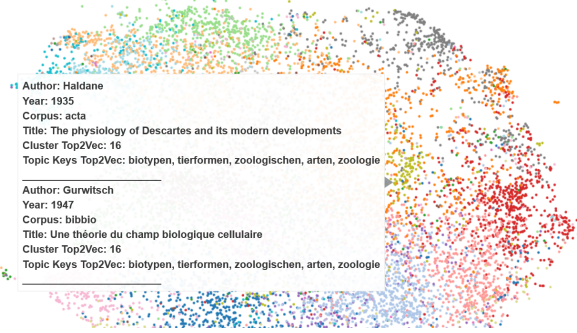 Author: Haldane
Year: 1935
Corpus: acta
Title: The physiology of Descartes and its modern developments
Cluster Top2Vec: 16
Topic Keys Top2Vec: biotypen, tierformen, zoologischen, arten, zoologie
Author: Gurwitsch
Year: 1947
Corpus: bibbio
Title: Une théorie du champ biologique cellulaire
Cluster Top2Vec: 16
Topic Keys Top2Vec: biotypen, tierformen, zoologischen, arten, zoologie